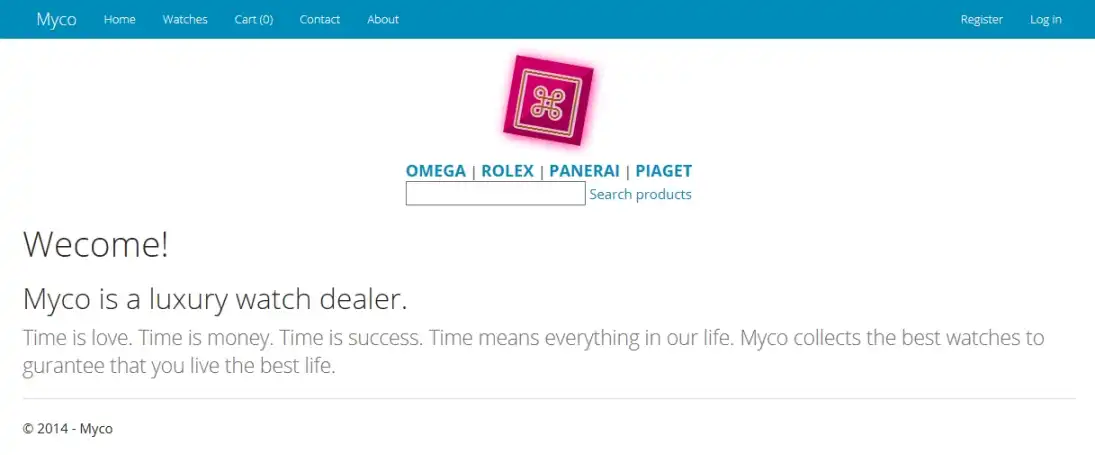 Myco Home Watches Cart (0) Contact About Register Log in
OMEGA | ROLEX | PANERAI | PIAGET
Search products
Wecome!
Myco is a luxury watch dealer.
Time is love. Time is money. Time is success. Time means everything in our life. Myco collects the best watches to
gurantee that you live the best life.
© 2014 - Myco